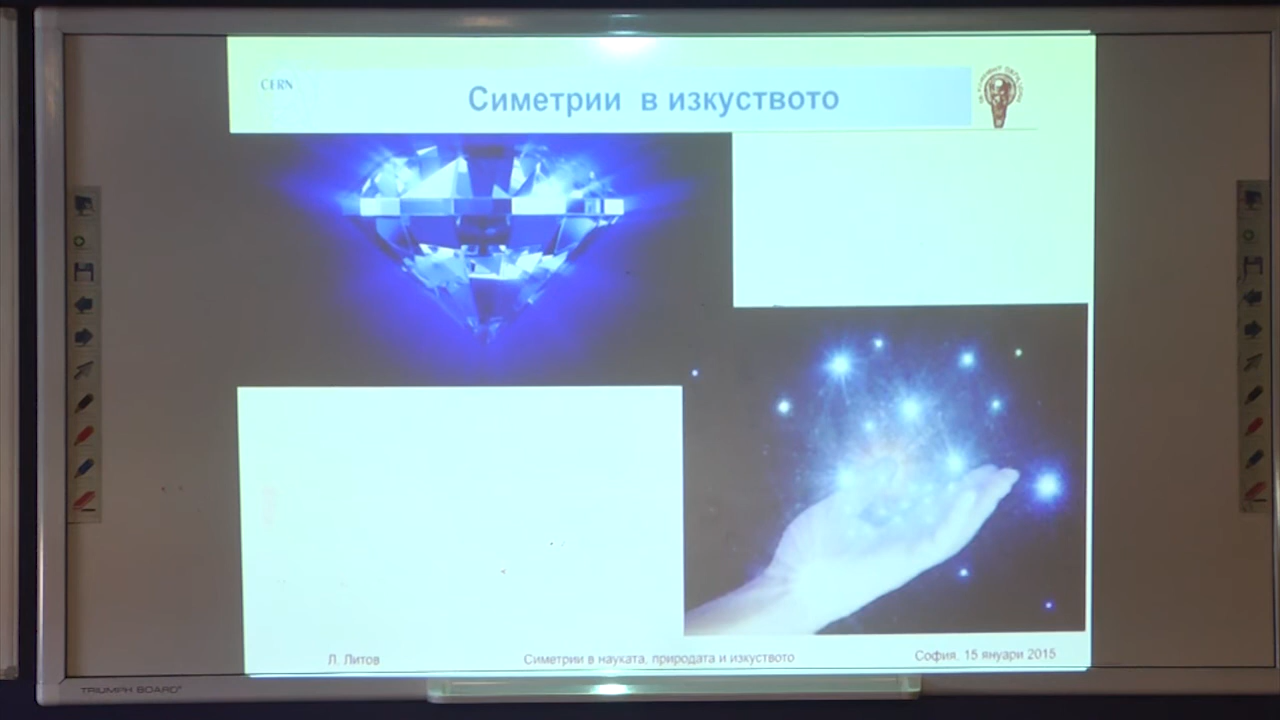 CERN
Симетрии в изкуството
Л. Литов
Симетрии в науката, природата и изкуството
София, 15 януари 2015
TRIUMPH BOARD